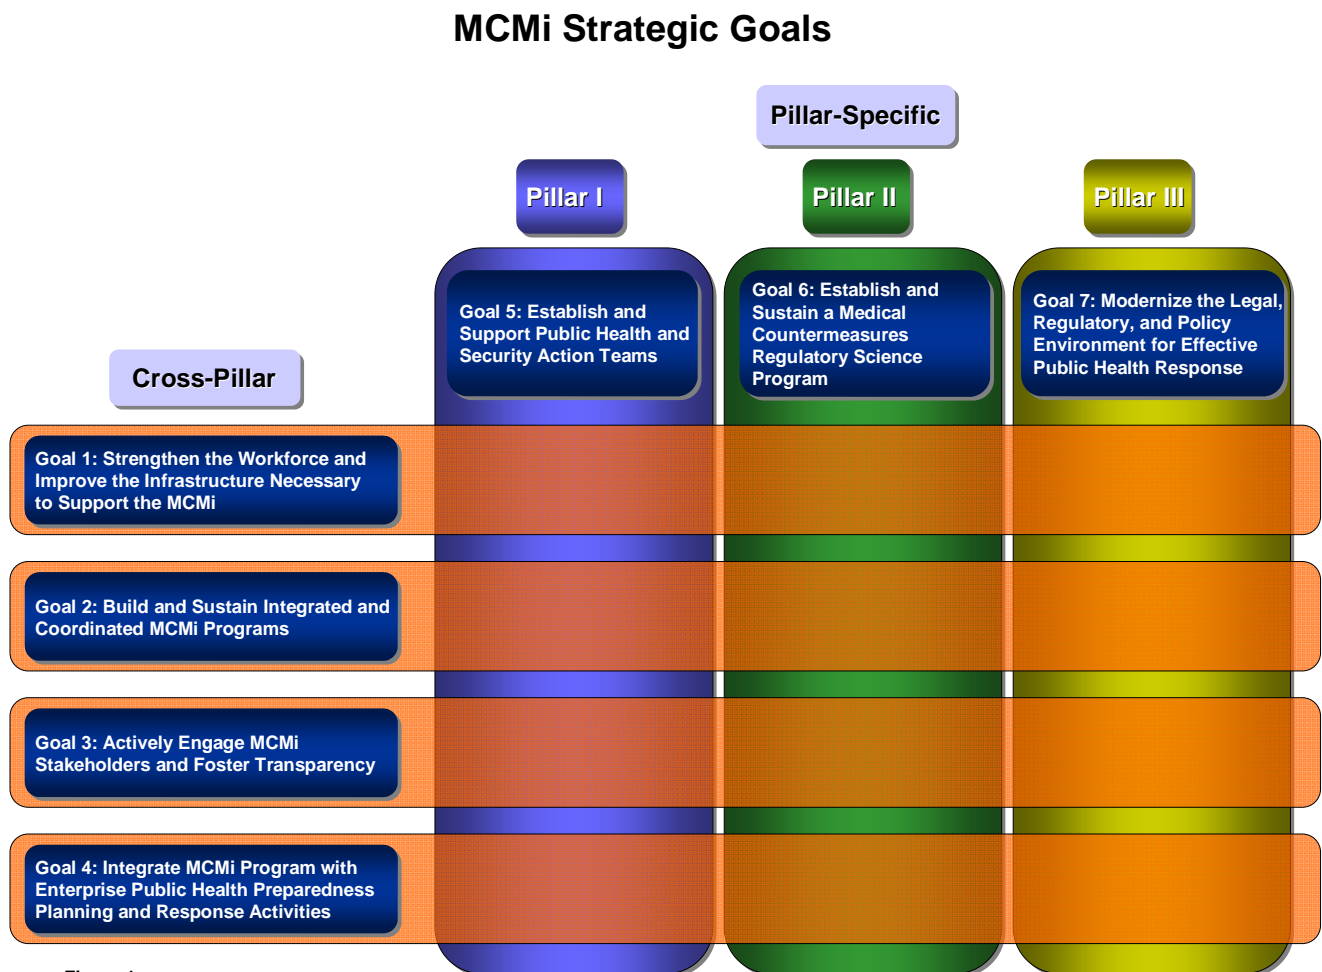 MCMi Strategic Goals
Pillar-Specific
Pillar I
Pillar II
Pillar III
Goal 5: Establish and
Support Public Health and
Security Action Teams
Goal 6: Establish and
Sustain a Medical
Countermeasures
Regulatory Science
Program
Goal 7: Modernize the Legal,
Regulatory, and Policy
Environment for Effective
Public Health Response
Cross-Pillar
Goal 1: Strengthen the Workforce and
Improve the Infrastructure Necessary
to Support the MCMi
Goal 2: Build and Sustain Integrated and
Coordinated MCMi Programs
Goal 3: Actively Engage MCMi
Stakeholders and Foster Transparency
Goal 4: Integrate MCMi Program with
Enterprise Public Health Preparedness
Planning and Response Activities